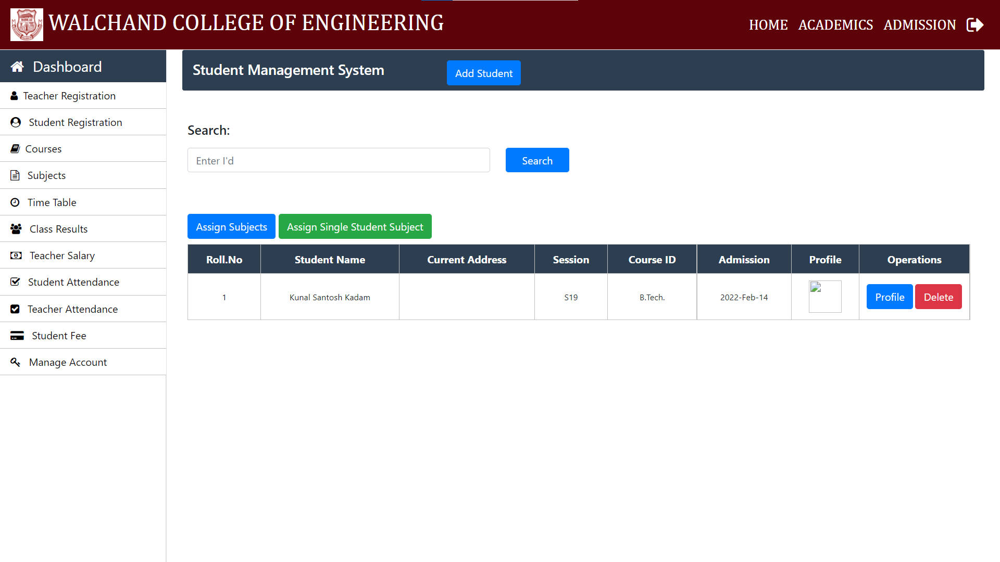 WALCHAND COLLEGE OF ENGINEERING
HOME ACADEMICS ADMISSION
Dashboard
Teacher Registration
Student Registration
Courses
Subjects
Time Table
Class Results
Teacher Salary
Student Attendance
Teacher Attendance
Student Fee
Manage Account
Student Management System Add Student
Search:
Enter I'd Search
Assign Subjects Assign Single Student Subject
Roll.No Student Name Current Address Session Course ID Admission Profile Operations
1 Kunal Santosh Kadam S19 B.Tech. 2022-Feb-14 Profile Delete